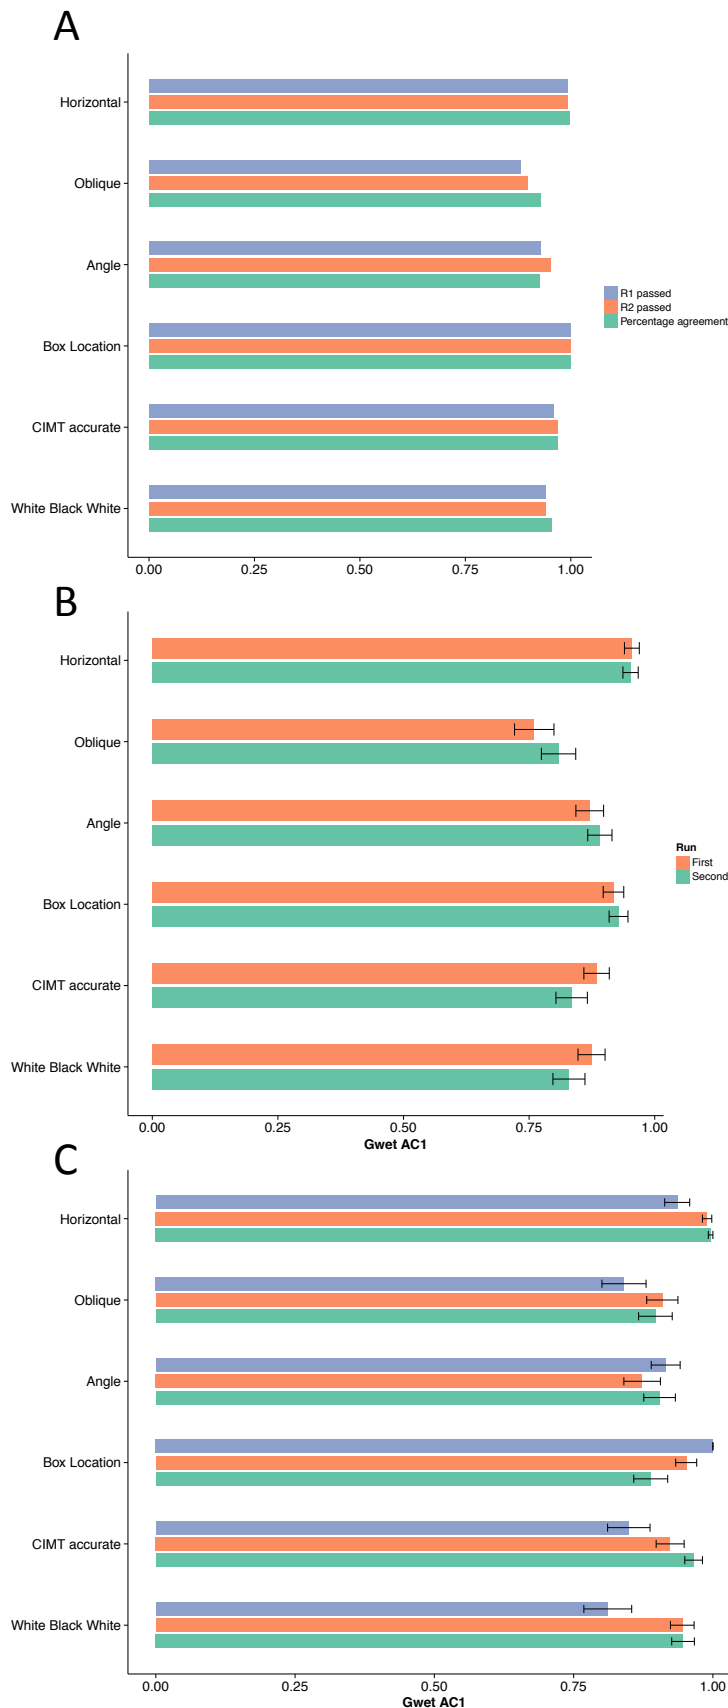 A
Horizontal
Oblique
Angle
Box Location
CIMT accurate
White Black White
R1 passed
R2 passed
Percentage agreement
0.00 0.25 0.50 0.75 1.00
B
Horizontal
Oblique
Angle
Box Location
CIMT accurate
White Black White
Run
First
Second
0.00 0.25 0.50 0.75 1.00
Gwet AC1
C
Horizontal
Oblique
Angle
Box Location
CIMT accurate
White Black White
0.00 0.25 0.50 0.75 1.00
Gwet AC1